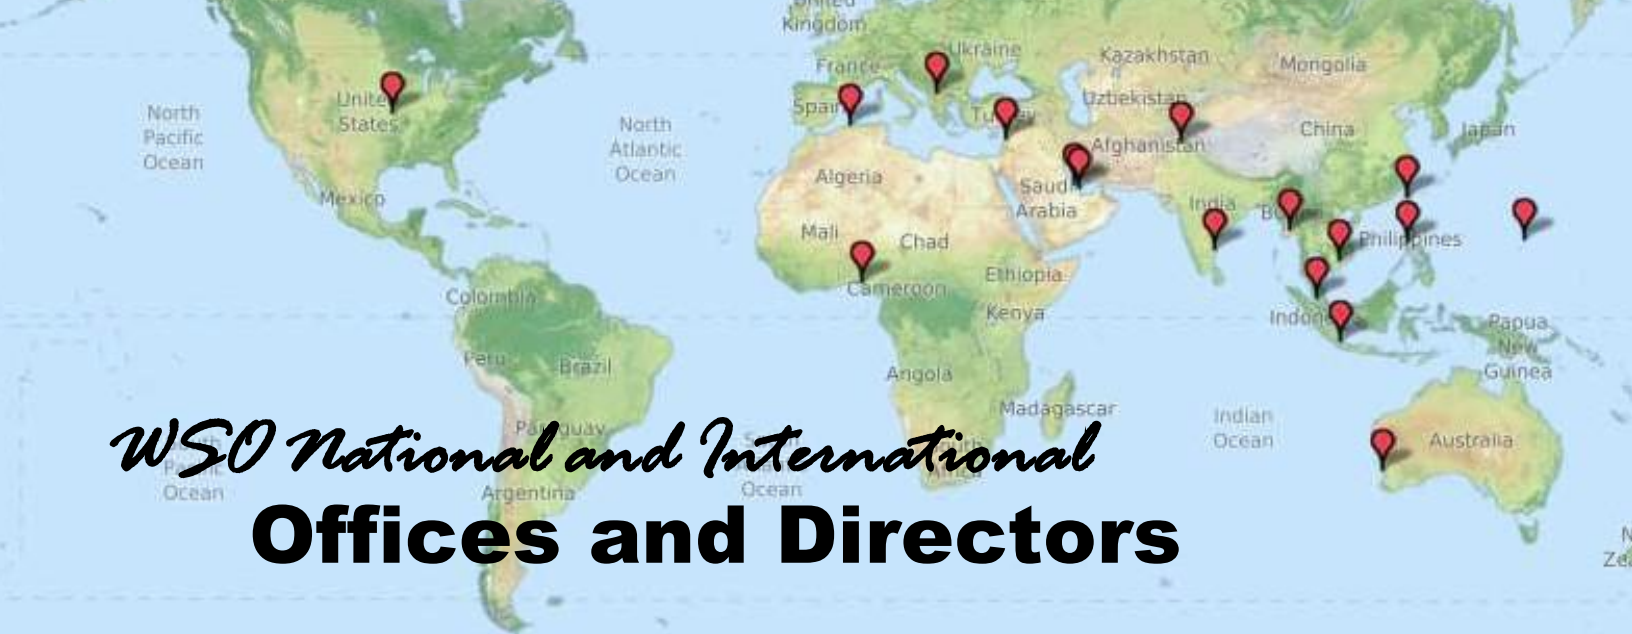 United
Kingdom
Ukraine
Kazakhstan
Mongolia
France
Spain
Uzbekistan
United
States
North
Pacific
Ocean
North
Atlantic
Ocean
Turkey
China
Japan
Afghanistan
Algeria
Saudi
Arabia
Mexico
India
Mali
Chad
Philippines
Ethiopia
Cameroon
Colombia
Kenya
Indon
Papua
New
Guinea
Peru
Brazil
Angola
Madagascar
Indian
Ocean
Australia
Paraguay
WSO National and International
Ocean
Ocean
Argentina
Offices and Directors